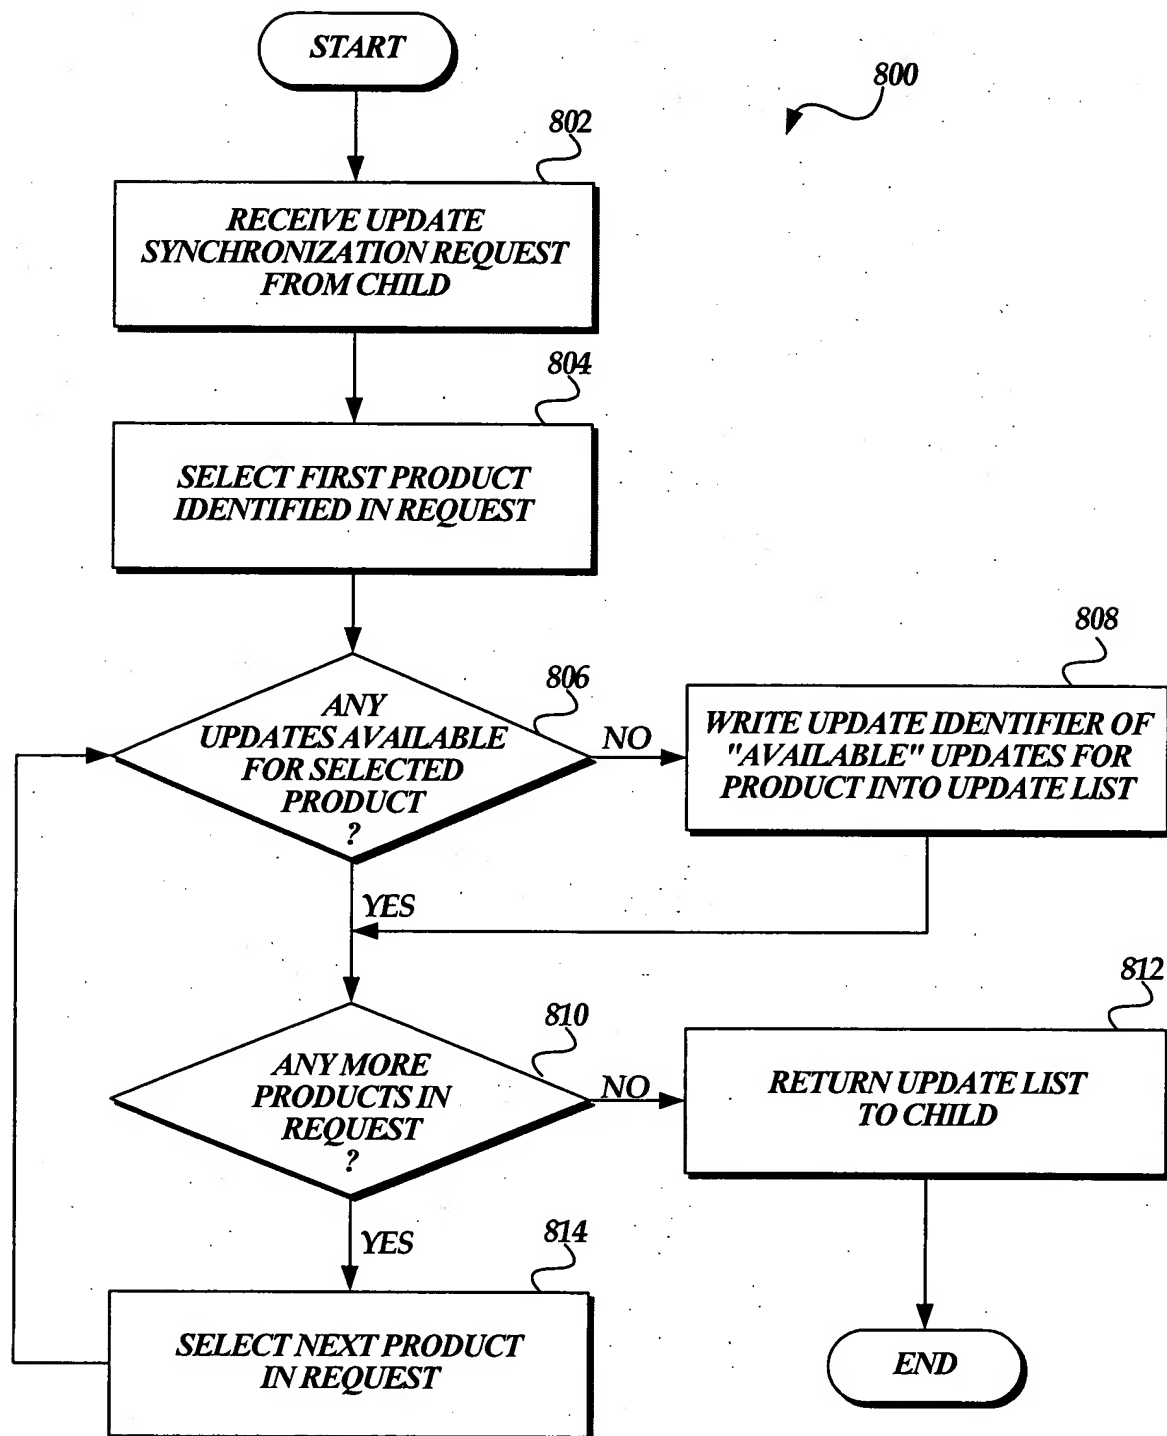 START
800
802
RECEIVE UPDATE
SYNCHRONIZATION REQUEST
FROM CHILD
804
SELECT FIRST PRODUCT
IDENTIFIED IN REQUEST
806
ANY
UPDATES AVAILABLE
FOR SELECTED
PRODUCT
?
NO
808
WRITE UPDATE IDENTIFIER OF
"AVAILABLE" UPDATES FOR
PRODUCT INTO UPDATE LIST
YES
810
ANY MORE
PRODUCTS IN
REQUEST
?
NO
812
RETURN UPDATE LIST
TO CHILD
YES
814
SELECT NEXT PRODUCT
IN REQUEST
END